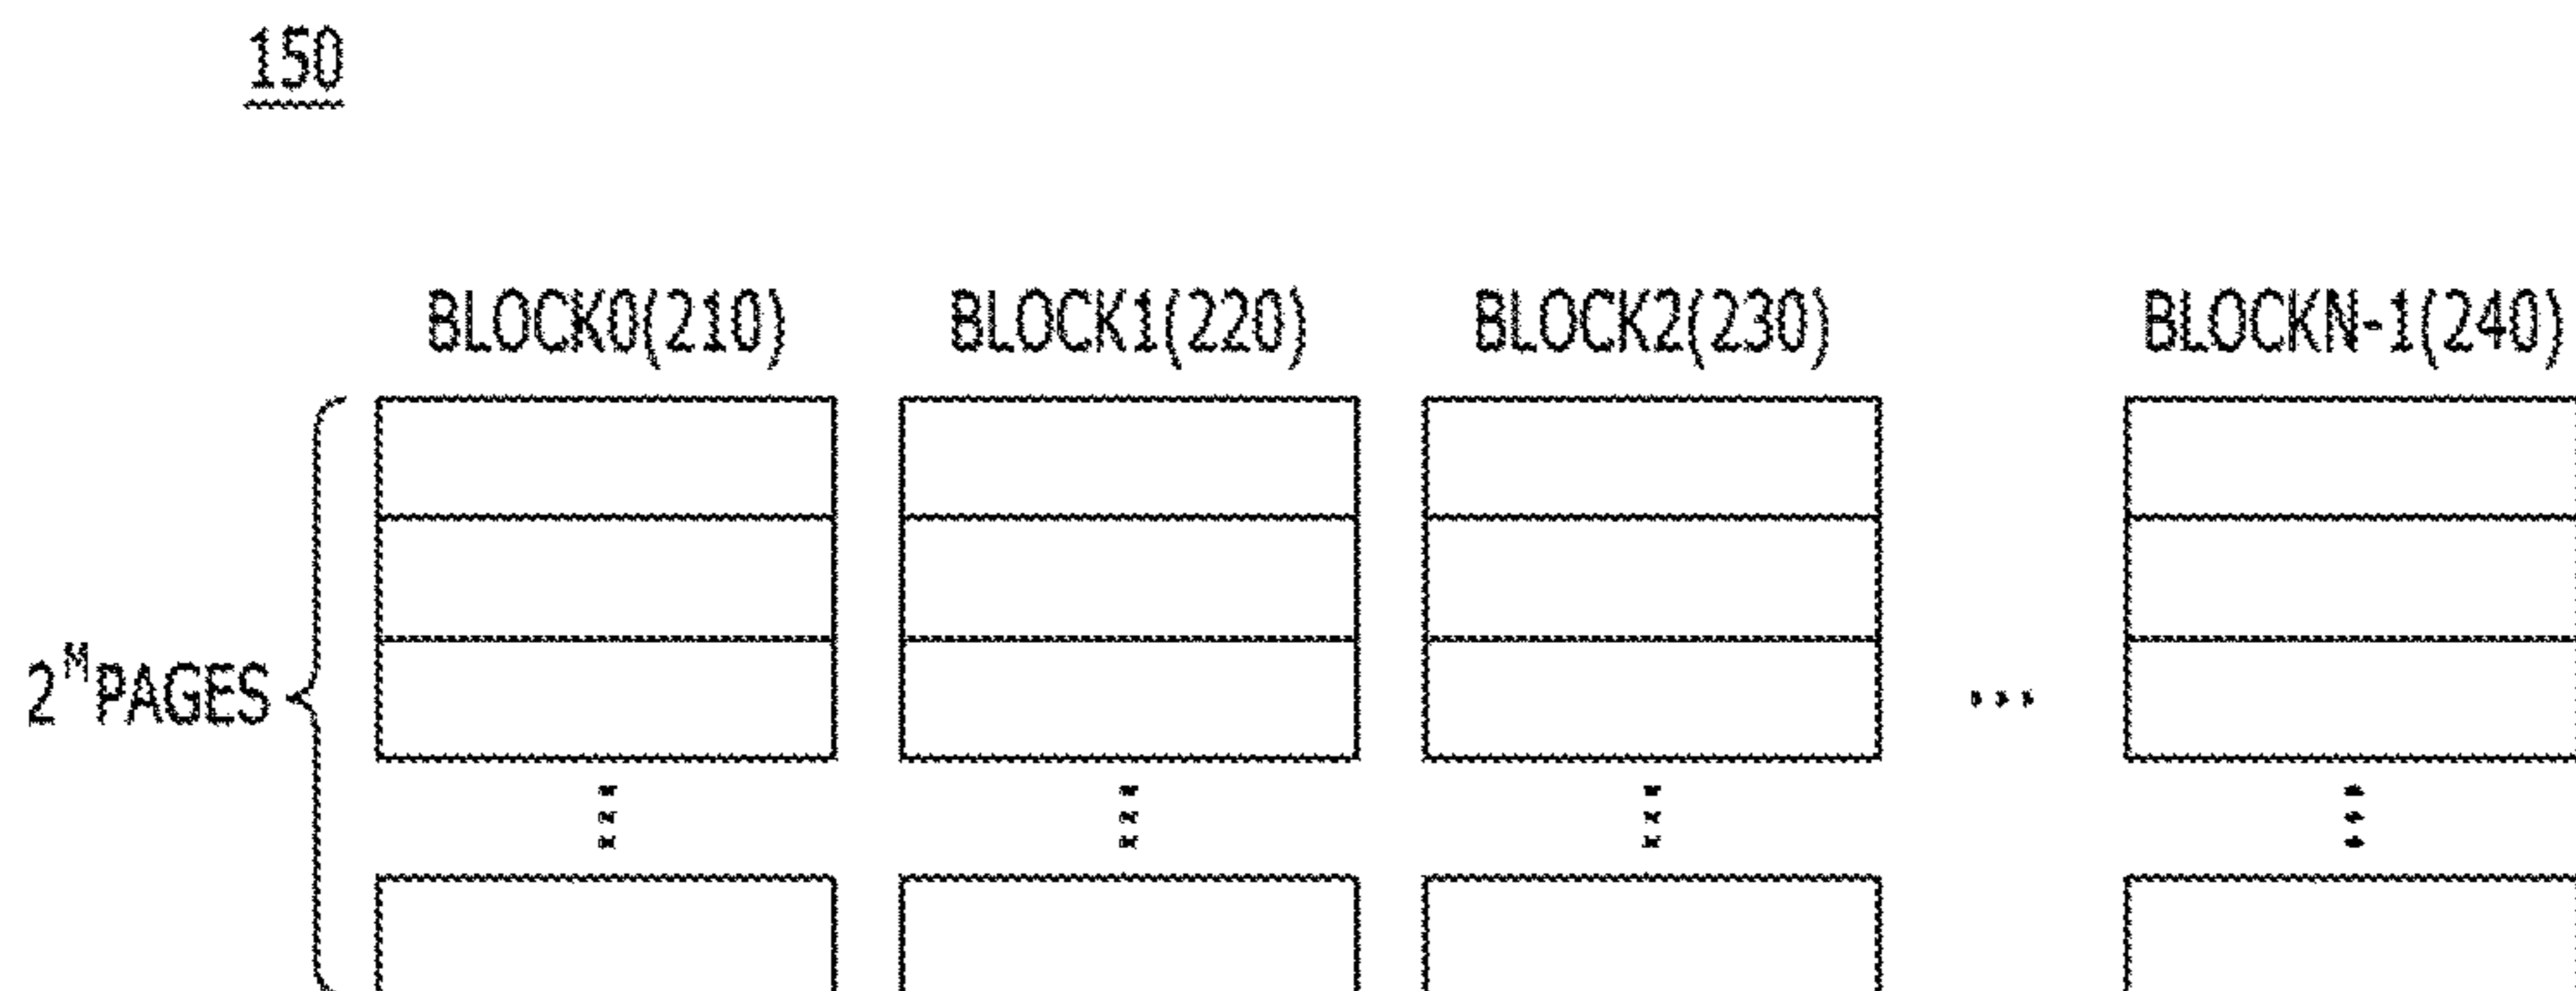 150
BLOCK0(210) BLOCK1(220) BLOCK2(230) BLOCKN-1(240)
2^M PAGES
...